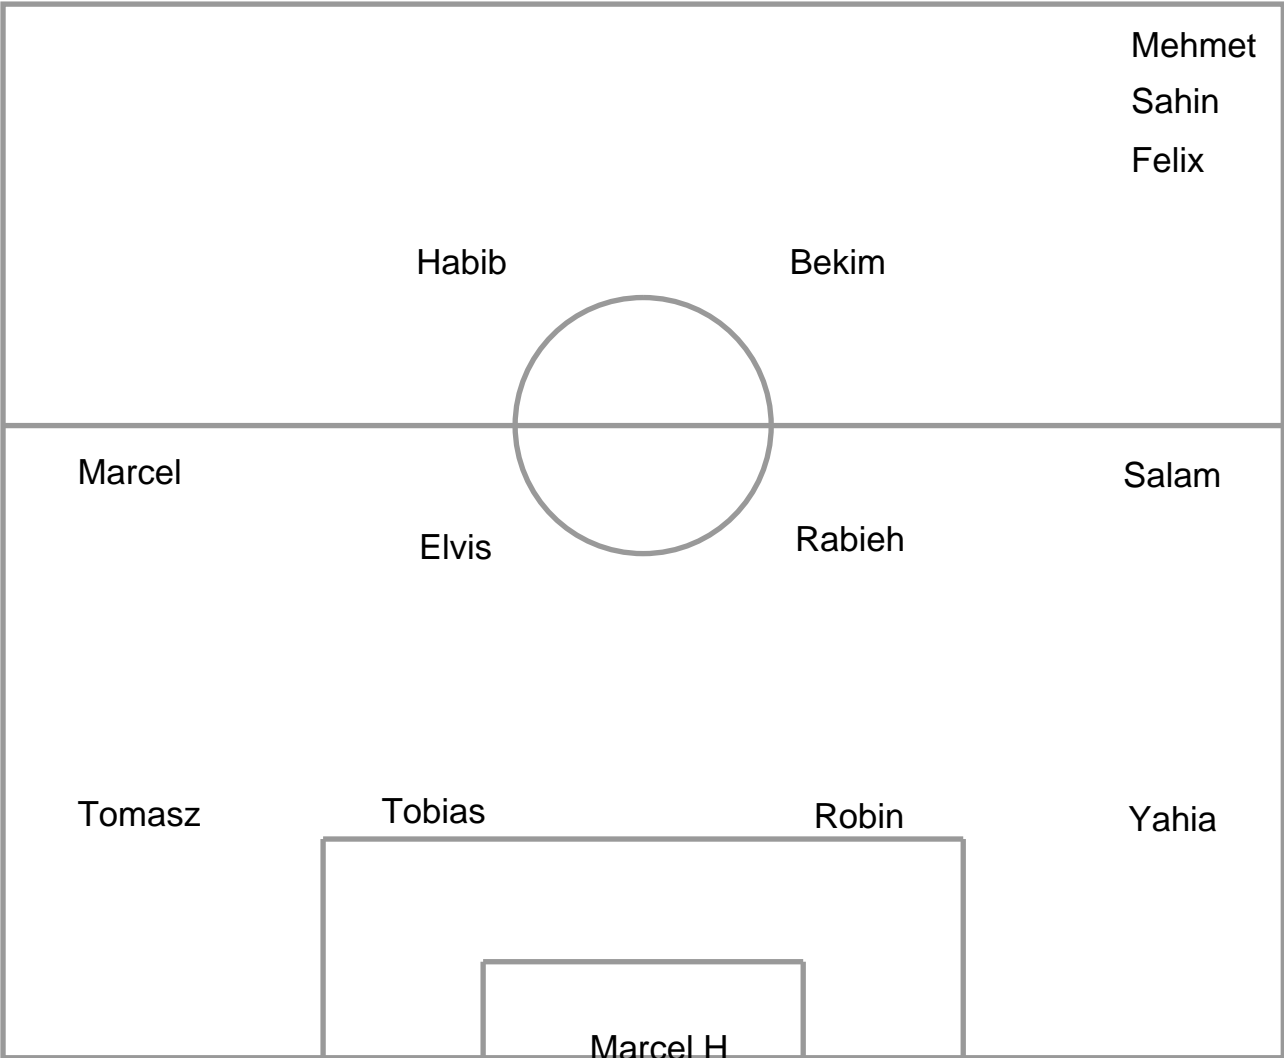 Mehmet
Sahin
Felix
Habib
Bekim
Marcel
Salam
Elvis
Rabieh
Tomasz
Tobias
Robin
Yahia
Marcel H